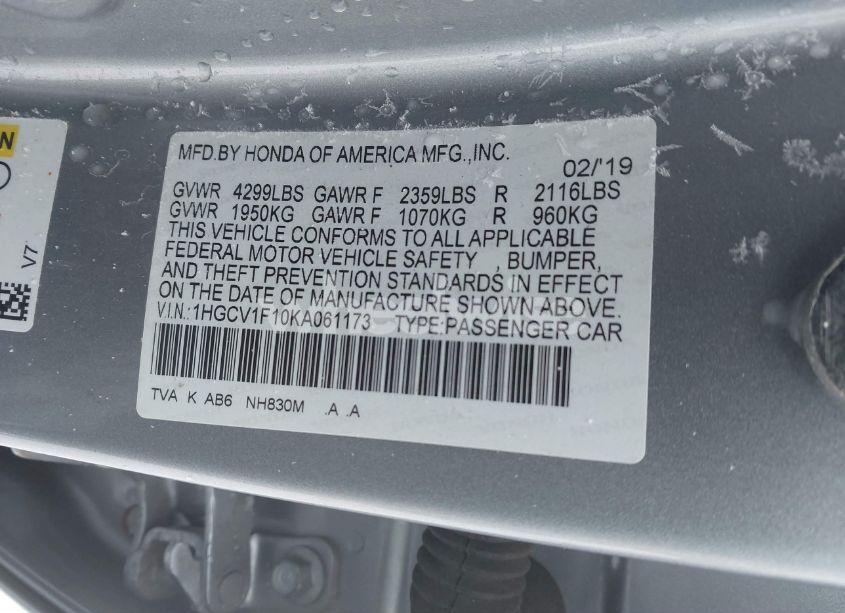 N
V7
MFD.BY HONDA OF AMERICA MFG.,INC. 02/'19
GVWR 4299LBS GAWR F 2359LBS R 2116LBS
GVWR 1950KG GAWR F 1070KG R 960KG
THIS VEHICLE CONFORMS TO ALL APPLICABLE
FEDERAL MOTOR VEHICLE SAFETY , BUMPER,
AND THEFT PREVENTION STANDARDS IN EFFECT
ON THE DATE OF MANUFACTURE SHOWN ABOVE.
V.I.N.:1HGCV1F10KA061173 TYPE:PASSENGER CAR
TVA K AB6 NH830M .A .A